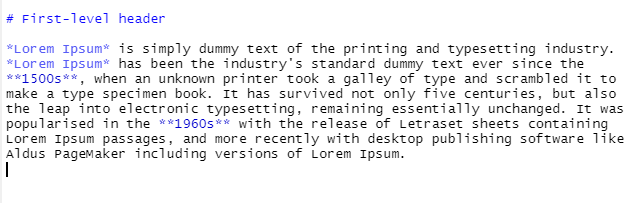 # First-level header
*Lorem Ipsum* is simply dummy text of the printing and typesetting industry.
*Lorem Ipsum* has been the industry's standard dummy text ever since the
**1500s**, when an unknown printer took a galley of type and scrambled it to
make a type specimen book. It has survived not only five centuries, but also
the leap into electronic typesetting, remaining essentially unchanged. It was
popularised in the **1960s** with the release of Letraset sheets containing
Lorem Ipsum passages, and more recently with desktop publishing software like
Aldus PageMaker including versions of Lorem Ipsum.